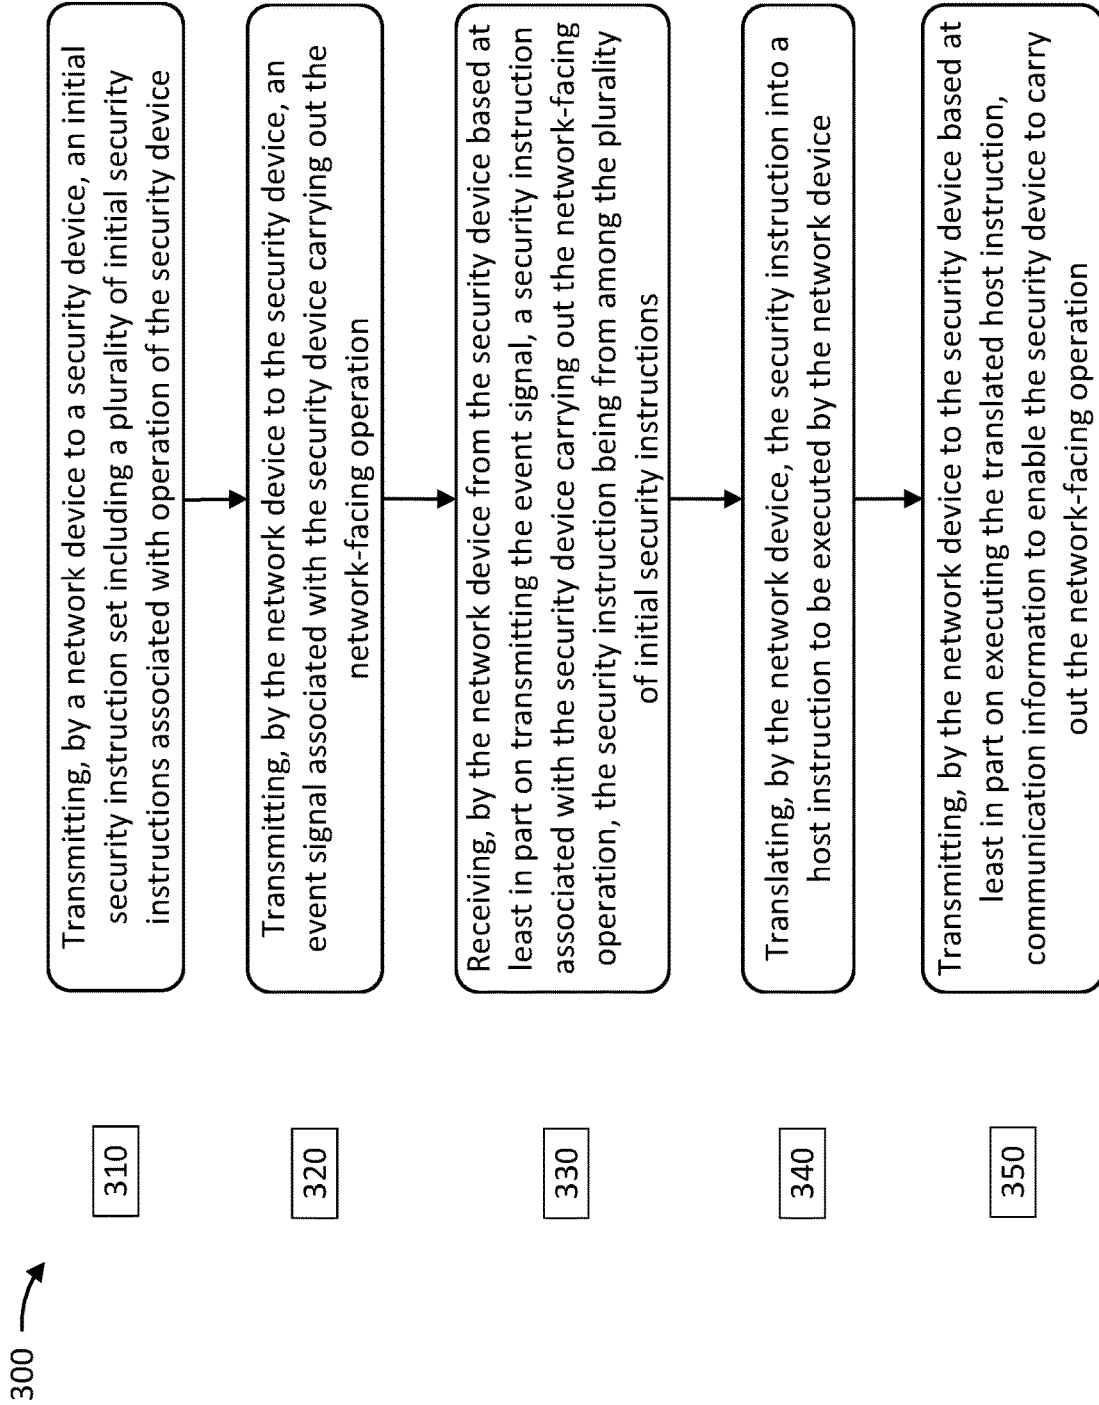 300
310
Transmitting, by a network device to a security device, an initial
security instruction set including a plurality of initial security
instructions associated with operation of the security device
320
Transmitting, by the network device to the security device, an
event signal associated with the security device carrying out the
network-facing operation
330
Receiving, by the network device from the security device based at
least in part on transmitting the event signal, a security instruction
associated with the security device carrying out the network-facing
operation, the security instruction being from among the plurality
of initial security instructions
340
Translating, by the network device, the security instruction into a
host instruction to be executed by the network device
350
Transmitting, by the network device to the security device based at
least in part on executing the translated host instruction,
communication information to enable the security device to carry
out the network-facing operation